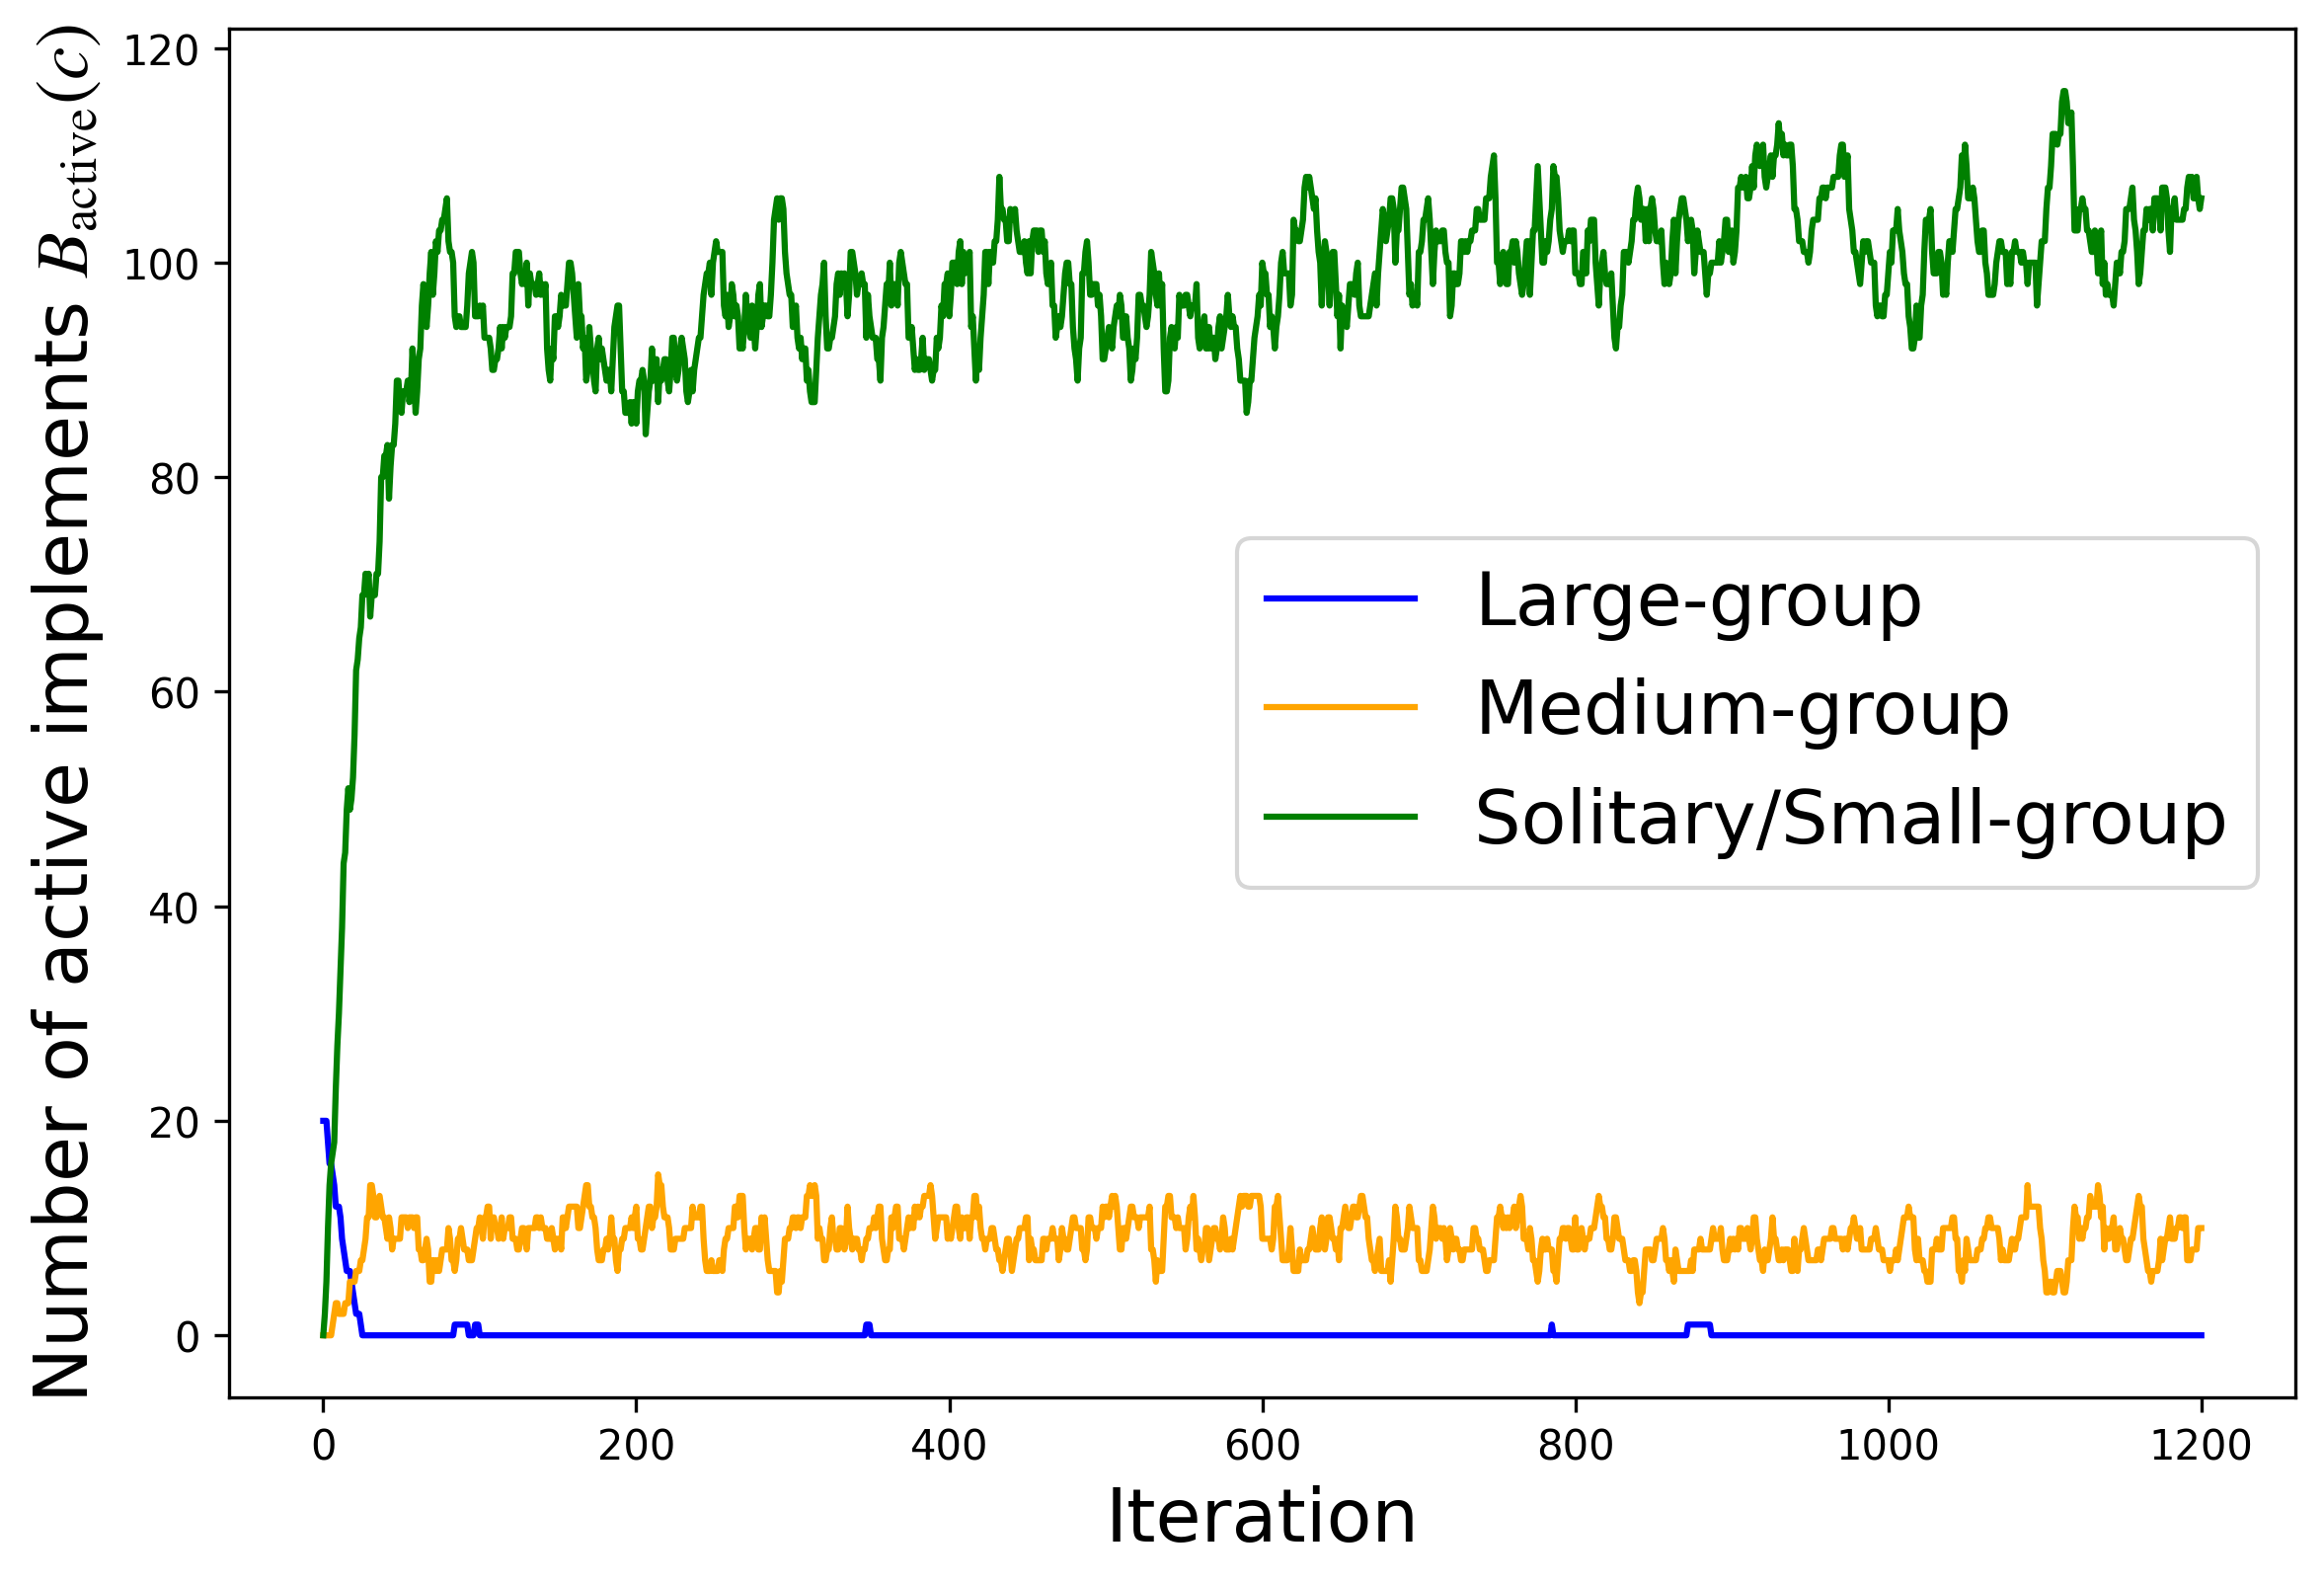 Number of active implements B_active(c)
120
100
80
60
40
20
0
Large-group
Medium-group
Solitary/Small-group
0 200 400 600 800 1000 1200
Iteration